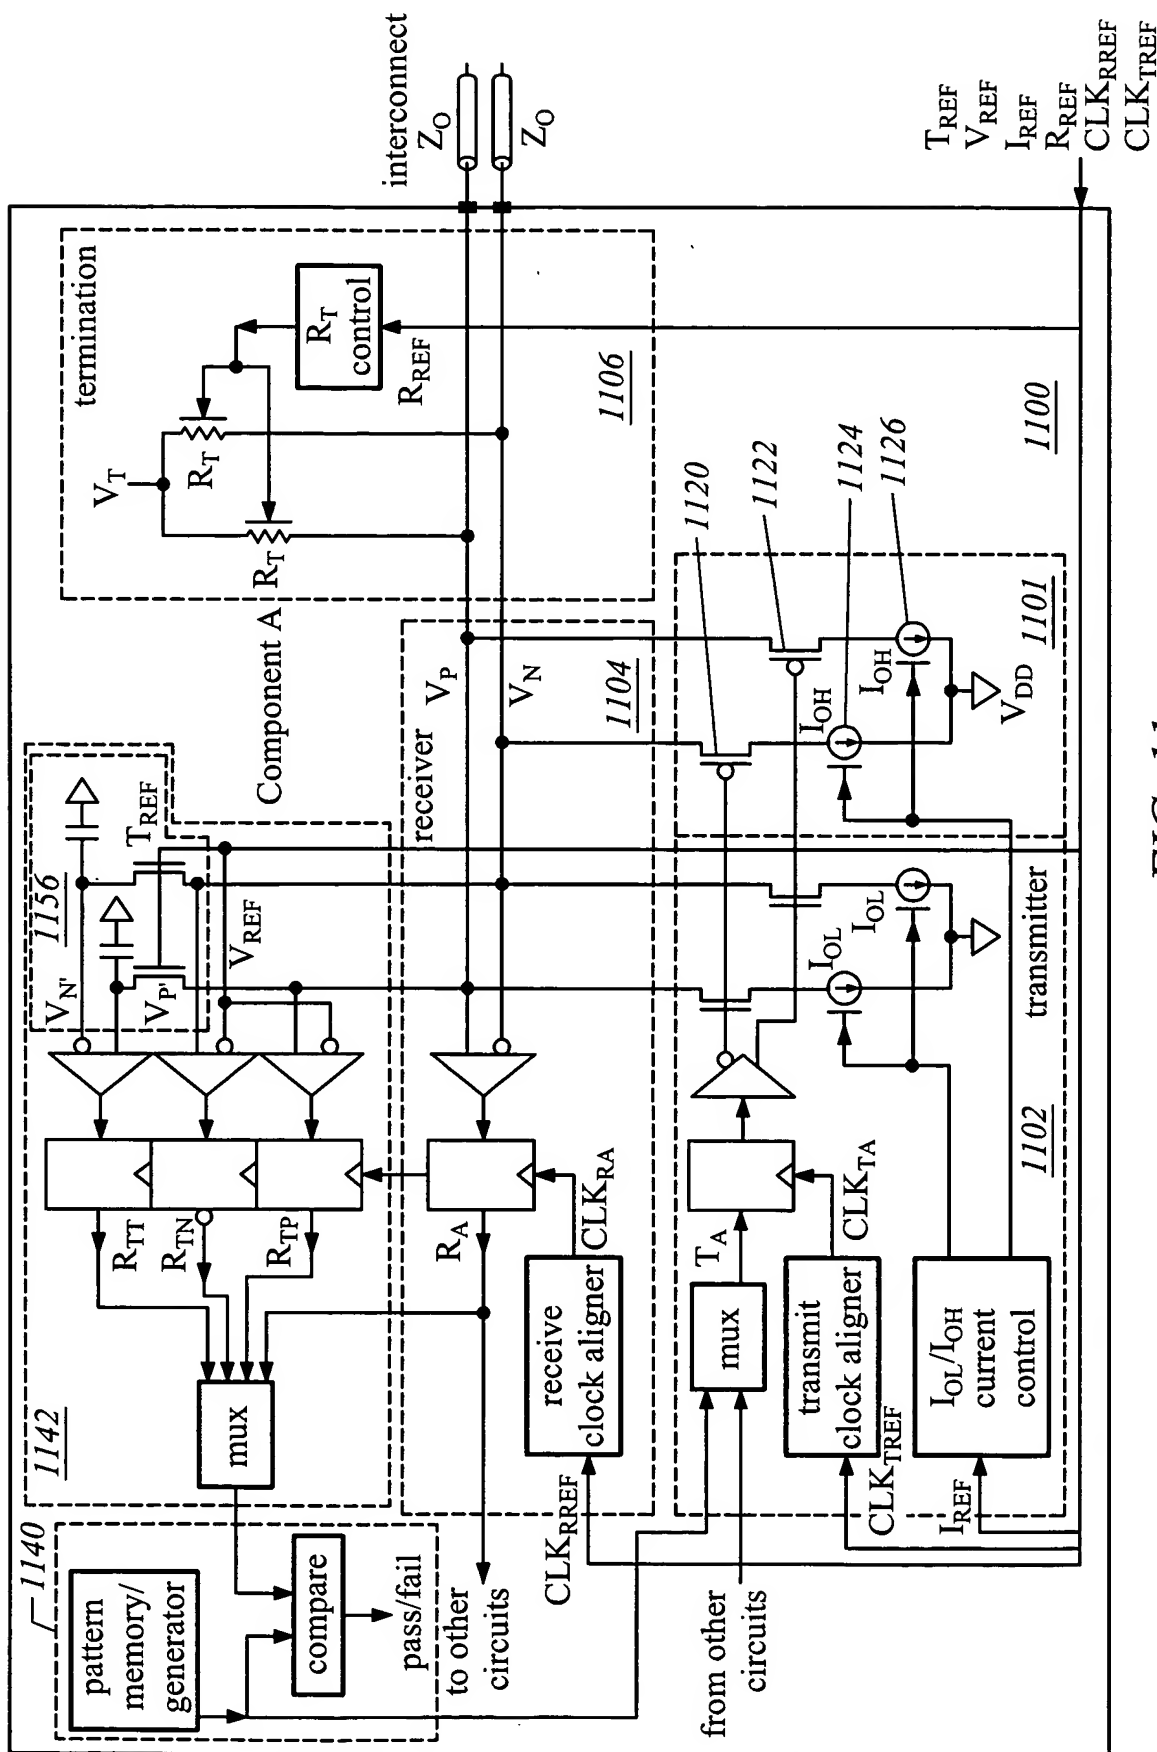 1140
pattern
memory/
generator
compare
pass/fail
to other
circuits
from other
circuits
1142
mux
R_TT
R_TN
R_TP
V_N'
1156
V_P'
T_REF
V_REF
Component A
receiver
R_A
CLK_RA
receive
clock aligner
CLK_RREF
V_P
V_N
1104
termination
V_T
R_T
R_T
R_T
control
R_REF
1106
interconnect
Z_O
Z_O
mux
T_A
CLK_TA
transmit
clock aligner
CLK_TREF
I_OL/I_OH
current
control
I_REF
1102
transmitter
I_OL
I_OL
I_OH
I_OH
V_DD
1101
1120
1122
1124
1126
1100
T_REF
V_REF
I_REF
R_REF
CLK_RREF
CLK_TREF